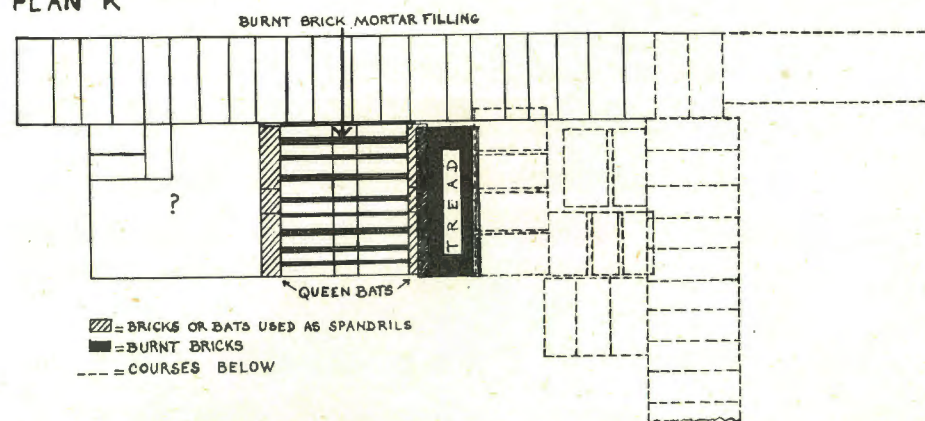 PLAN K
BURNT BRICK MORTAR FILLING
?
TREAD
QUEEN BATS
= BRICKS OR BATS USED AS SPANDRILS
= BURNT BRICKS
= COURSES BELOW